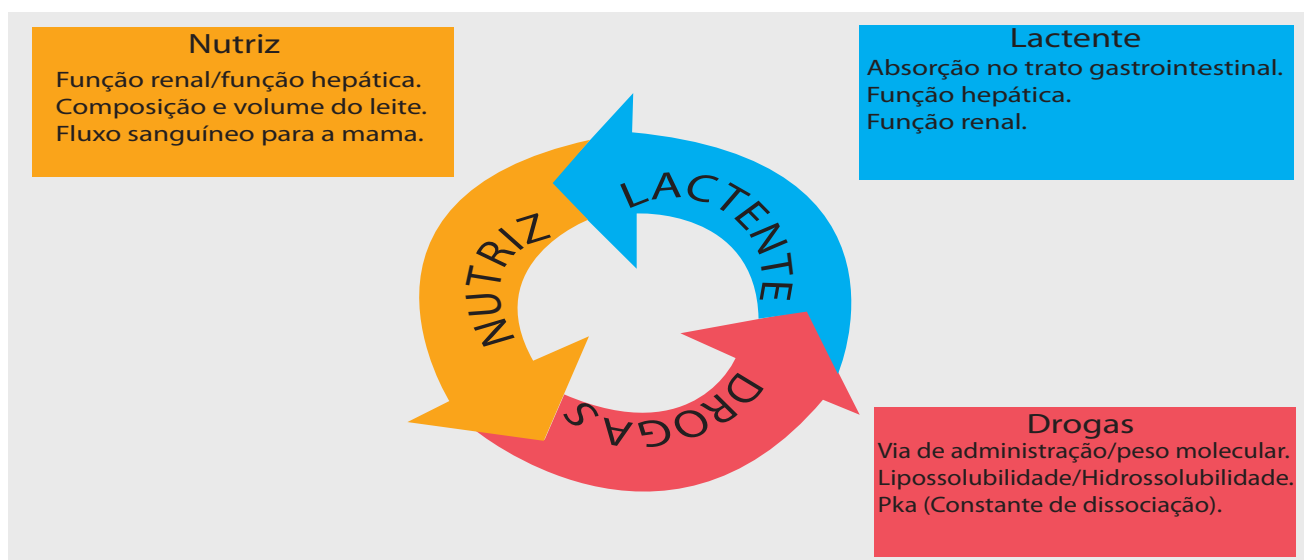 Nutriz
Função renal/função hepática.
Composição e volume do leite.
Fluxo sanguíneo para a mama.
Lactente
Absorção no trato gastrointestinal.
Função hepática.
Função renal.
NUTRIZ
LACTENTE
DROGAS
Drogas
Via de administração/peso molecular.
Lipossolubilidade/Hidrossolubilidade.
Pka (Constante de dissociação).